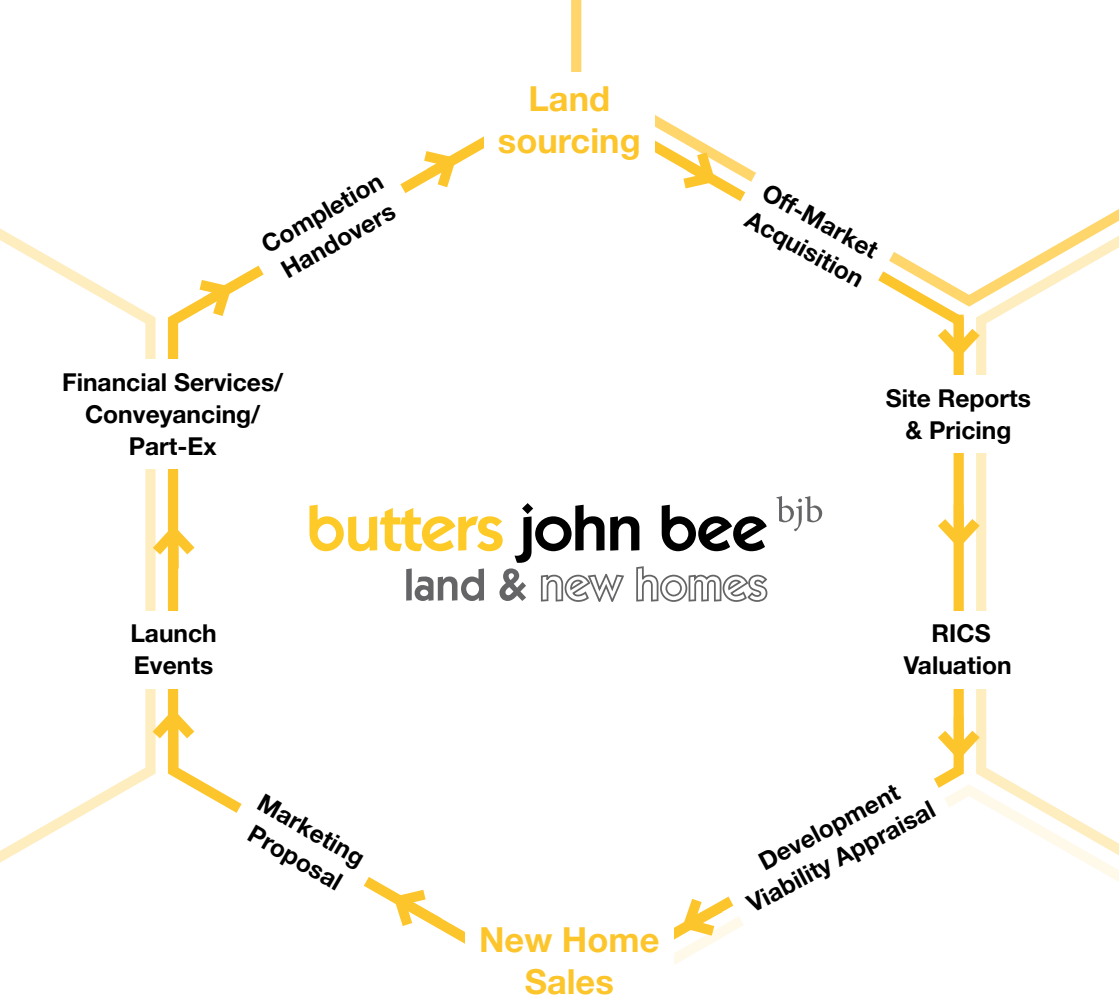 Land
sourcing
Off-Market
Acquisition
Site Reports
& Pricing
RICS
Valuation
Development
Viability Appraisal
New Home
Sales
Marketing
Proposal
Launch
Events
Financial Services/
Conveyancing/
Part-Ex
Completion
Handovers
butters john bee bjb
land & new homes